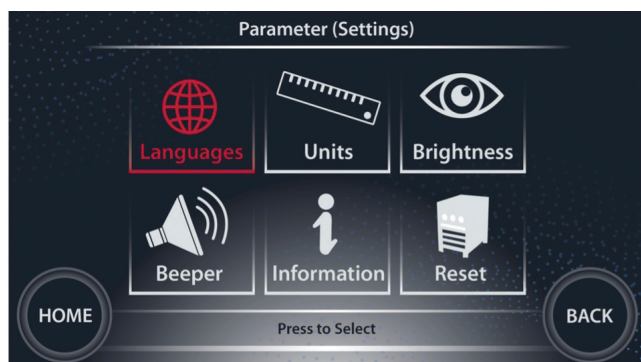 Parameter (Settings)
Languages
Units
Brightness
Beeper
Information
Reset
HOME
Press to Select
BACK